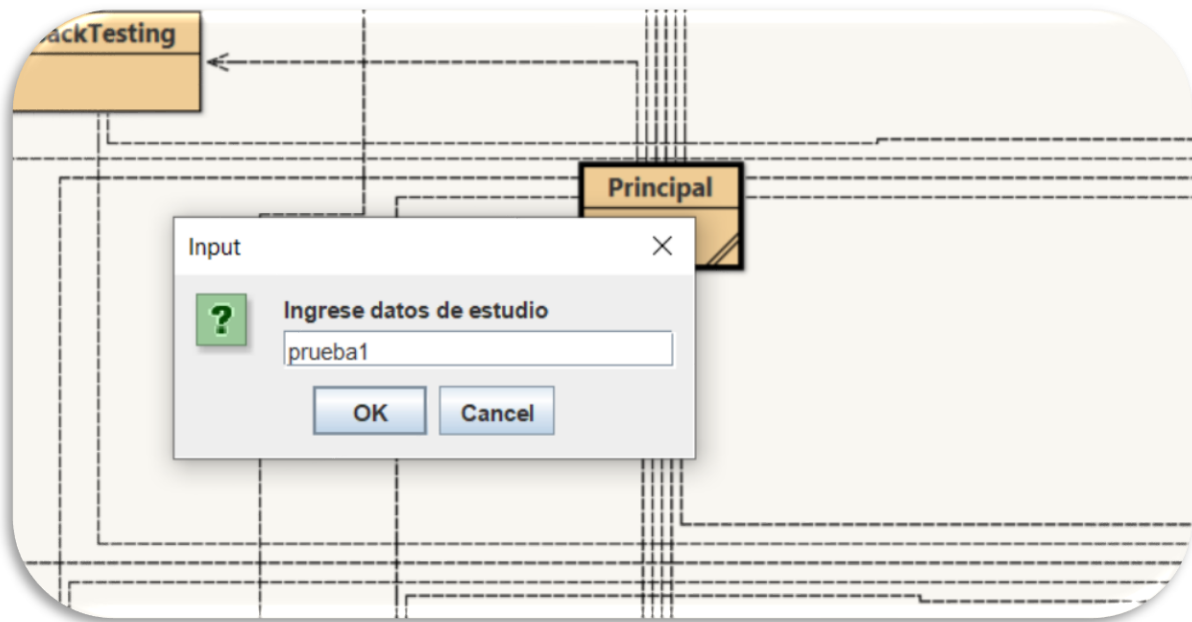 ackTesting
Principal
Input
?
Ingrese datos de estudio
prueba1
OK
Cancel